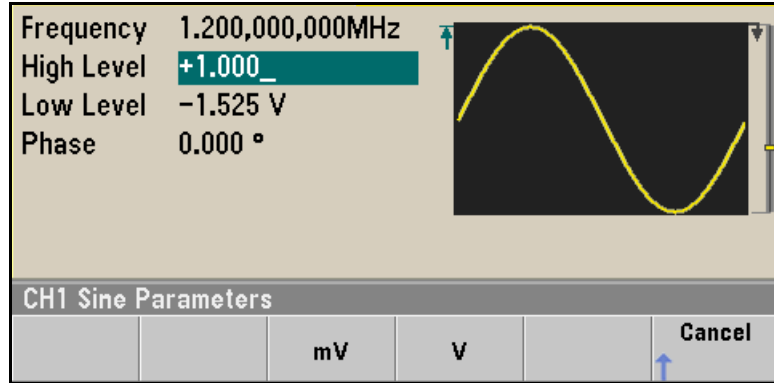 Frequency 1.200,000,000MHz
High Level +1.000_
Low Level -1.525 V
Phase 0.000 °
CH1 Sine Parameters
mV V Cancel